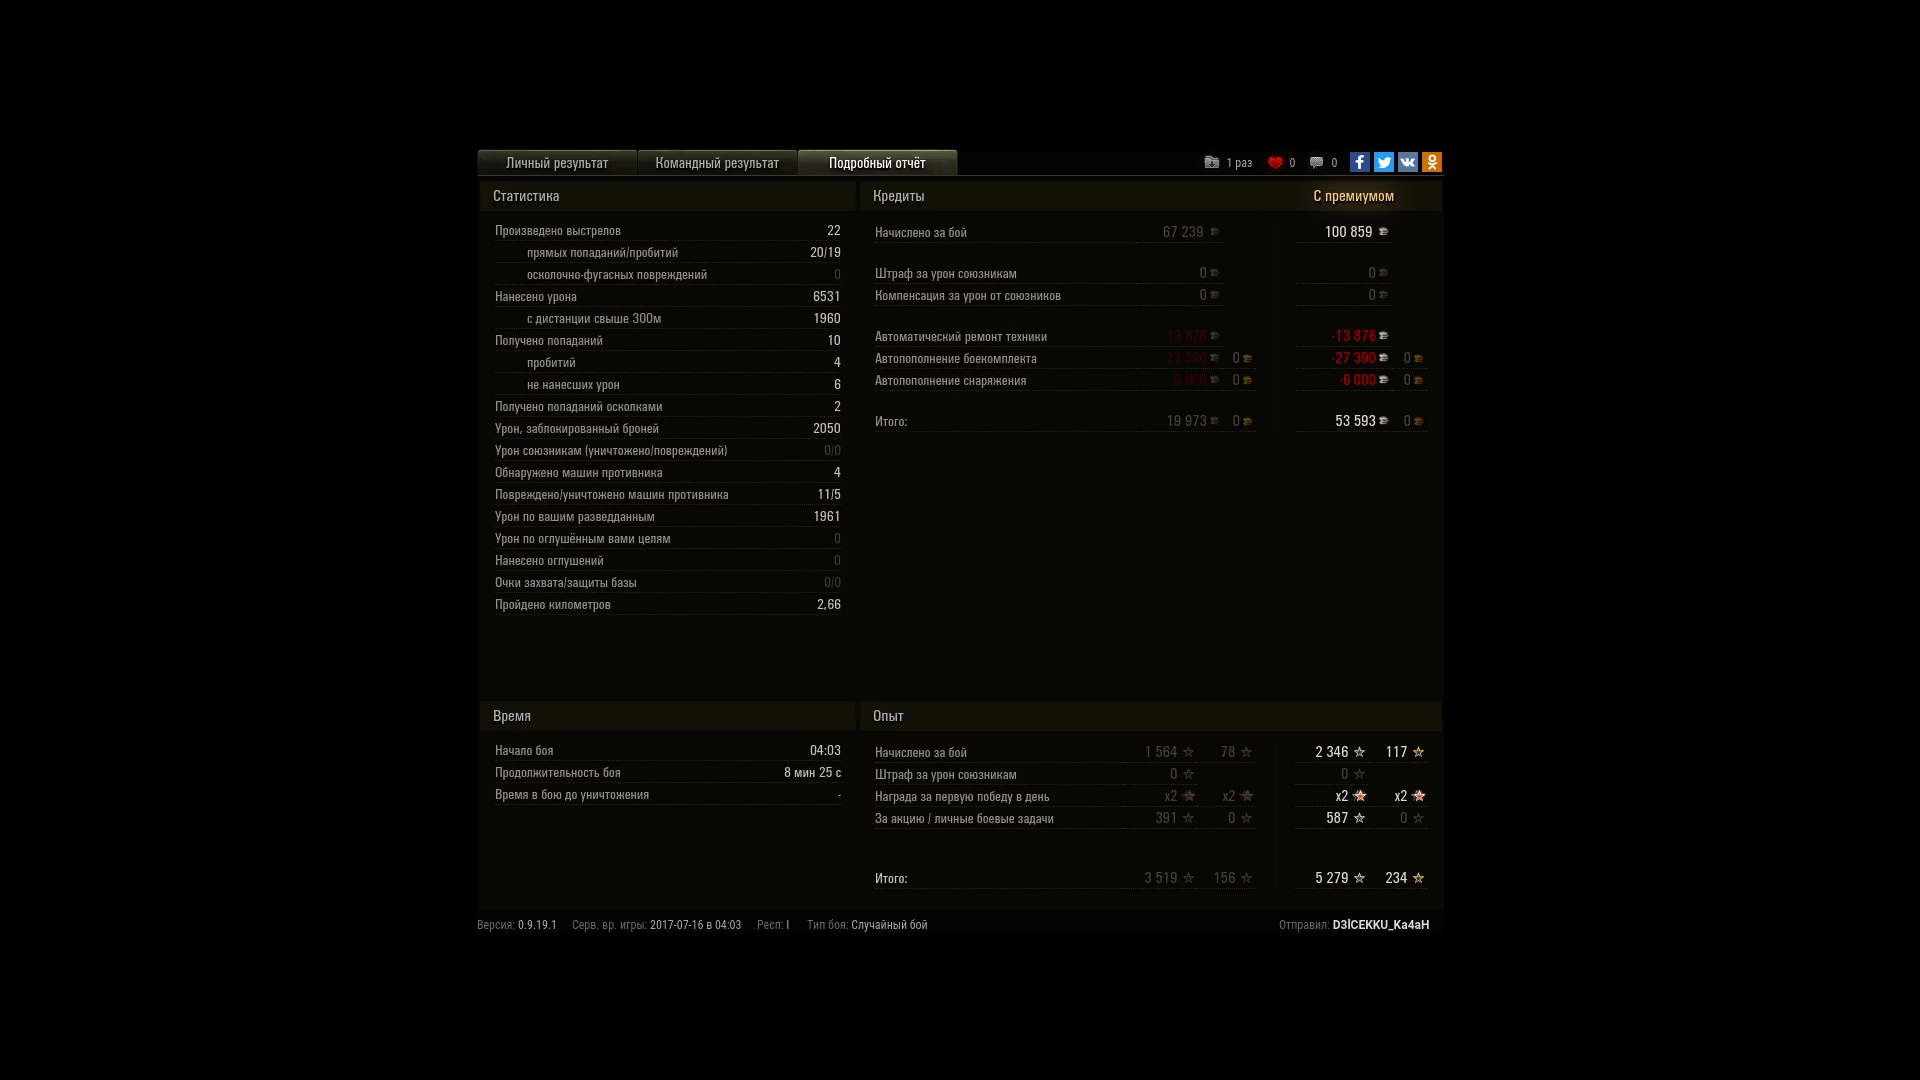 Личный результат Командный результат Подробный отчёт 1 раз 0 0
Статистика
Произведено выстрелов 22
прямых попаданий/пробитий 20/19
осколочно-фугасных повреждений 0
Нанесено урона 6531
с дистанции свыше 300м 1960
Получено попаданий 10
пробитий 4
не нанесших урон 6
Получено попаданий осколками 2
Урон, заблокированный броней 2050
Урон союзникам (уничтожено/повреждений) 0/0
Обнаружено машин противника 4
Повреждено/уничтожено машин противника 11/5
Урон по вашим разведданным 1961
Урон по оглушённым вами целям 0
Нанесено оглушений 0
Очки захвата/защиты базы 0/0
Пройдено километров 2,66
Кредиты С премиумом
Начислено за бой 67 239 100 859
Штраф за урон союзникам 0 0
Компенсация за урон от союзников 0 0
Автоматический ремонт техники 13 876 -13 876
Автопополнение боекомплекта 27 390 0 -27 390 0
Автопополнение снаряжения 6 000 0 -6 000 0
Итого: 19 973 0 53 593 0
Время
Начало боя 04:03
Продолжительность боя 8 мин 25 с
Время в бою до уничтожения -
Опыт
Начислено за бой 1 564 78 2 346 117
Штраф за урон союзникам 0 0
Награда за первую победу в день x2 x2 x2 x2
За акцию / личные боевые задачи 391 0 587 0
Итого: 3 519 156 5 279 234
Версия: 0.9.19.1 Серв. вр. игры: 2017-07-16 в 04:03 Респ: I Тип боя: Случайный бой Отправил: D3lCEKKU_Ka4aH